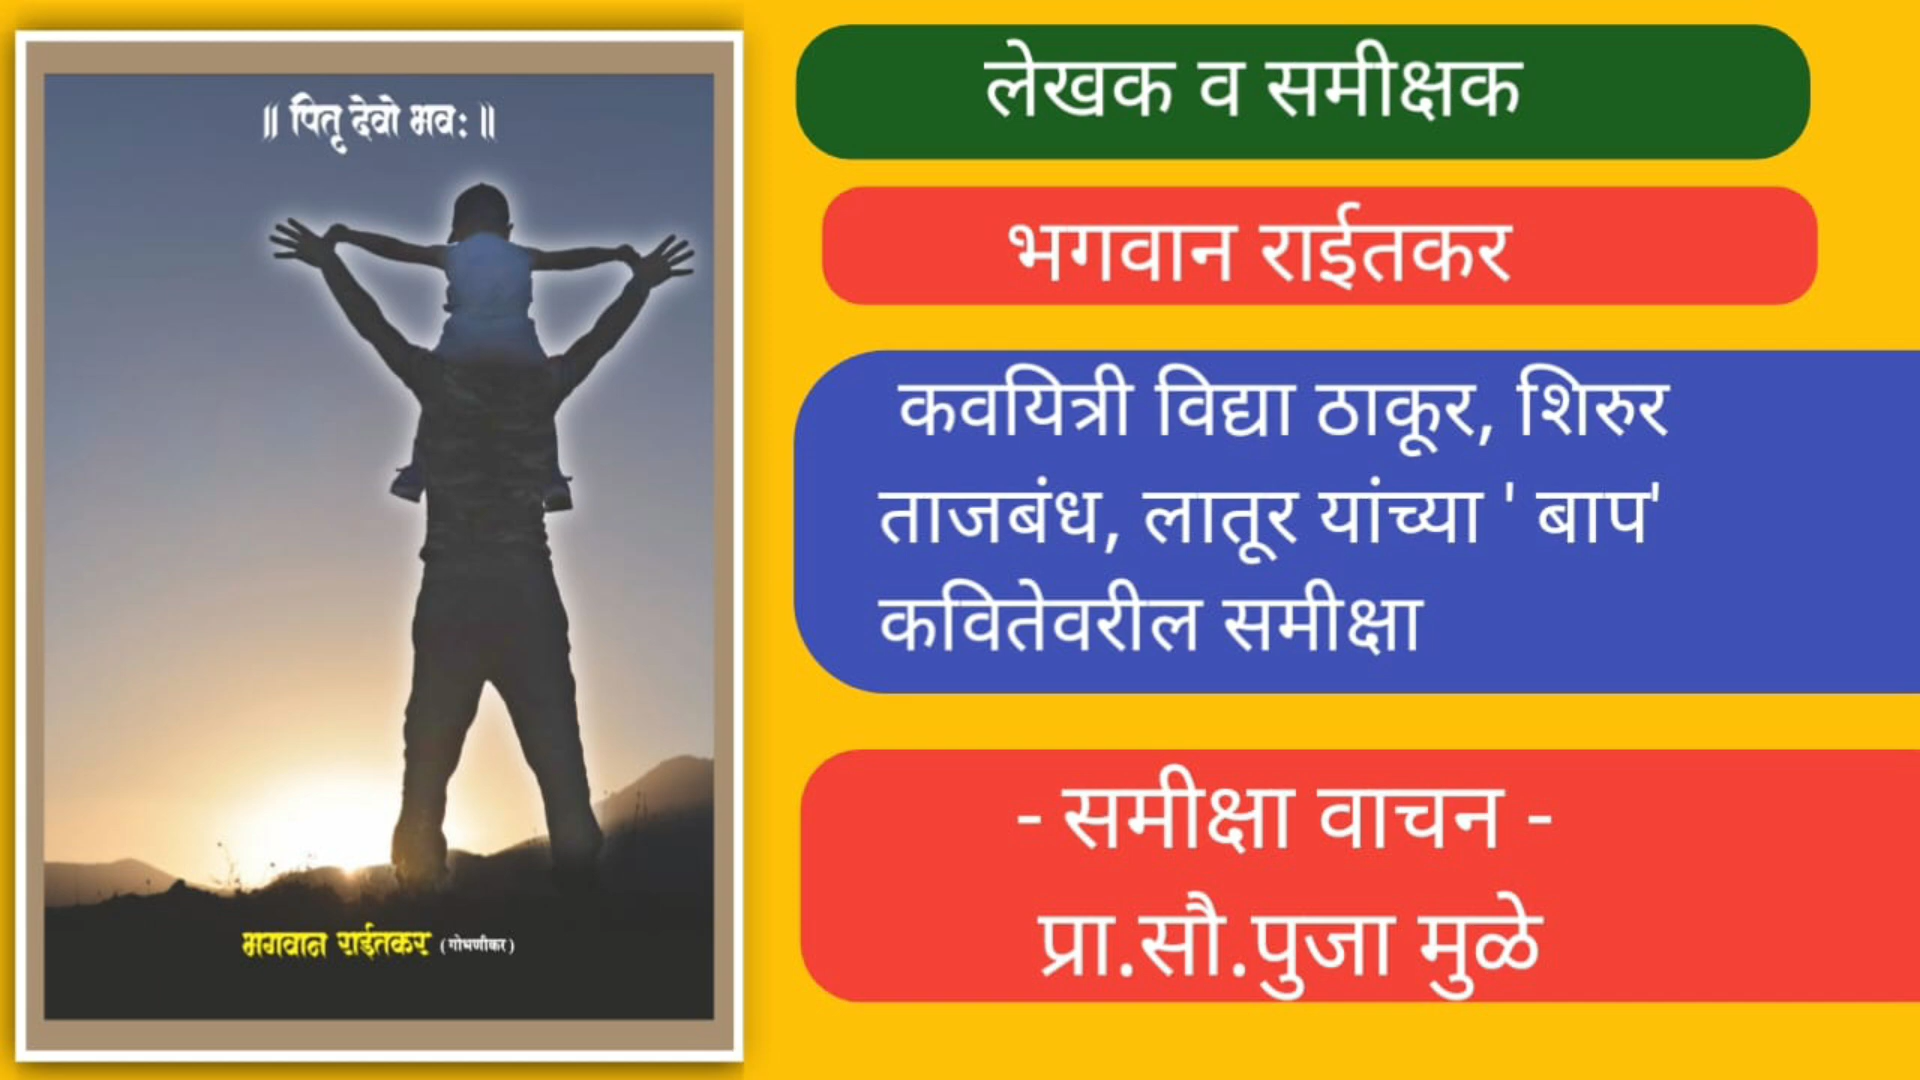 ॥ पितृ देवो भवः ॥
भगवान राईतकर (गोभणीकर)
लेखक व समीक्षक
भगवान राईतकर
कवयित्री विद्या ठाकूर, शिरुर
ताजबंध, लातूर यांच्या ' बाप'
कवितेवरील समीक्षा
- समीक्षा वाचन -
प्रा.सौ.पुजा मुळे